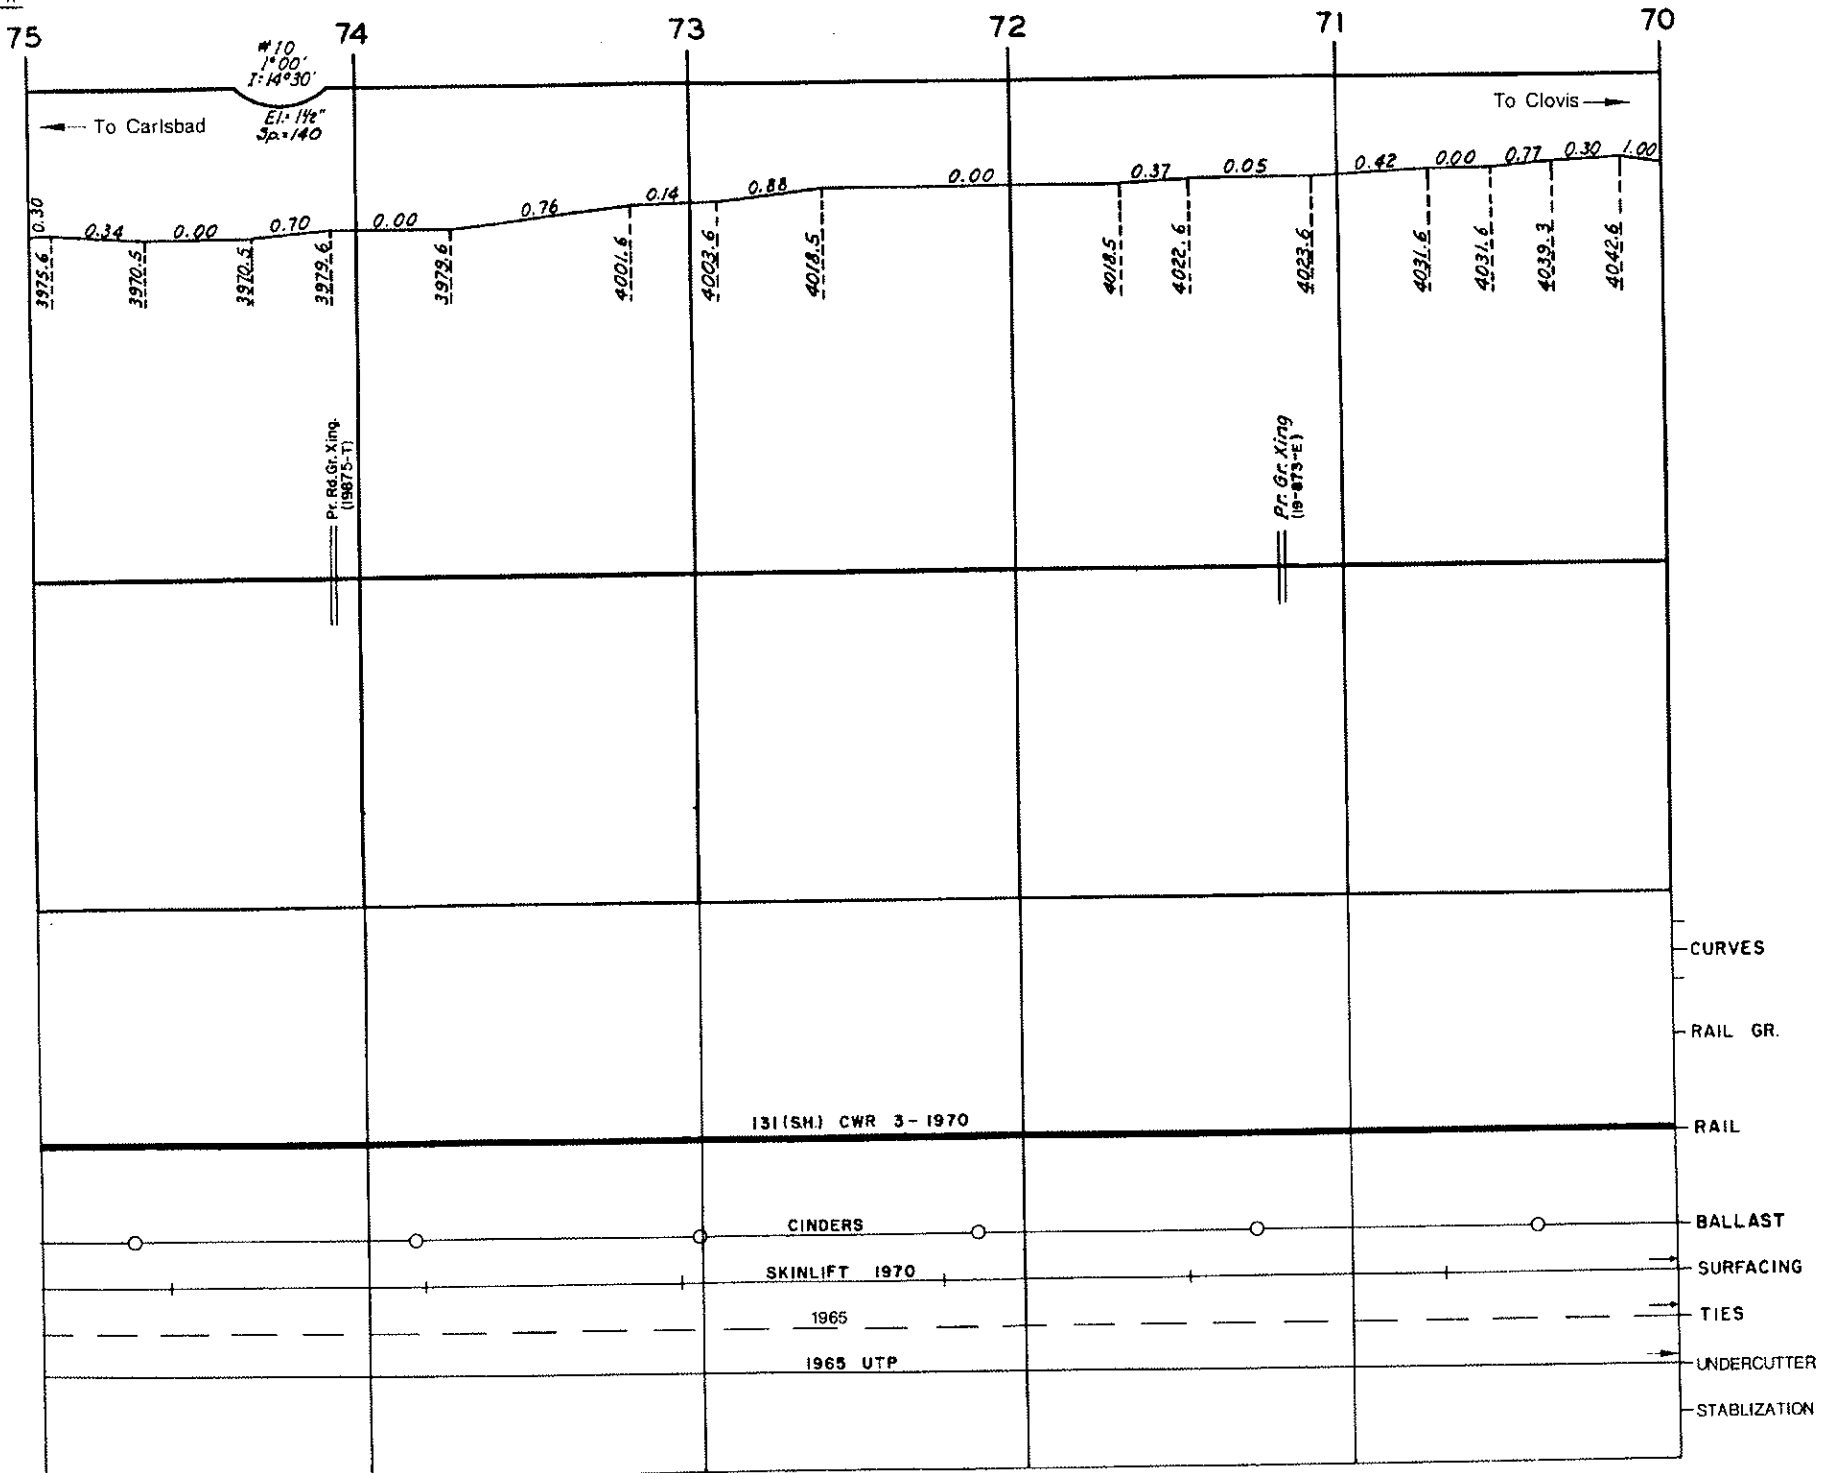 75 74 73 72 71 70
#10
1°00'
I=14°30'
El.=1½"
Sp.=140
To Carlsbad
To Clovis
0.30 0.34 0.00 0.70 0.00 0.76 0.14 0.88 0.00 0.37 0.05 0.42 0.00 0.77 0.30 1.00
3975.6 3970.5 3970.5 3979.6 3979.6 4001.6 4003.6 4018.5 4018.5 4022.6 4023.6 4031.6 4031.6 4039.3 4042.6
Pr. Rd. Gr. Xing.
(19875-T)
Pr. Gr. Xing
(19-873-E)
CURVES
RAIL GR.
131 (S.H.) CWR 3-1970
RAIL
CINDERS
BALLAST
SKINLIFT 1970
SURFACING
1965
TIES
1965 UTP
UNDERCUTTER
STABLIZATION